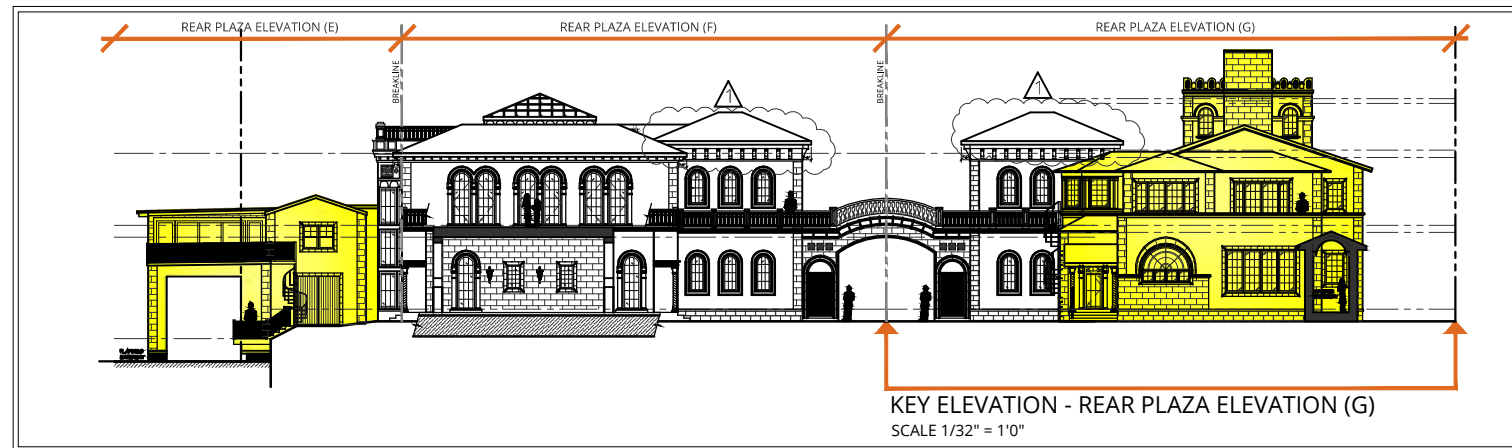 REAR PLAZA ELEVATION (E)
REAR PLAZA ELEVATION (F)
REAR PLAZA ELEVATION (G)
BREAKLINE
BREAKLINE
1
1
KEY ELEVATION - REAR PLAZA ELEVATION (G)
SCALE 1/32" = 1'0"